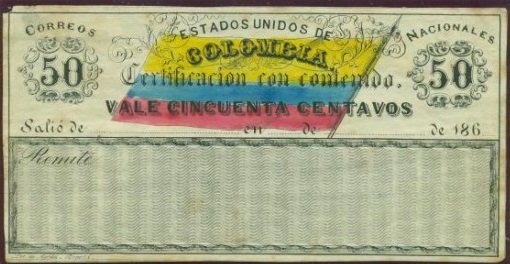 CORREOS
ESTADOS UNIDOS DE
NACIONALES
50
COLOMBIA,
50
Certificacion con contenido.
VALE CINCUENTA CENTAVOS
Salió de en de de 186
Remite